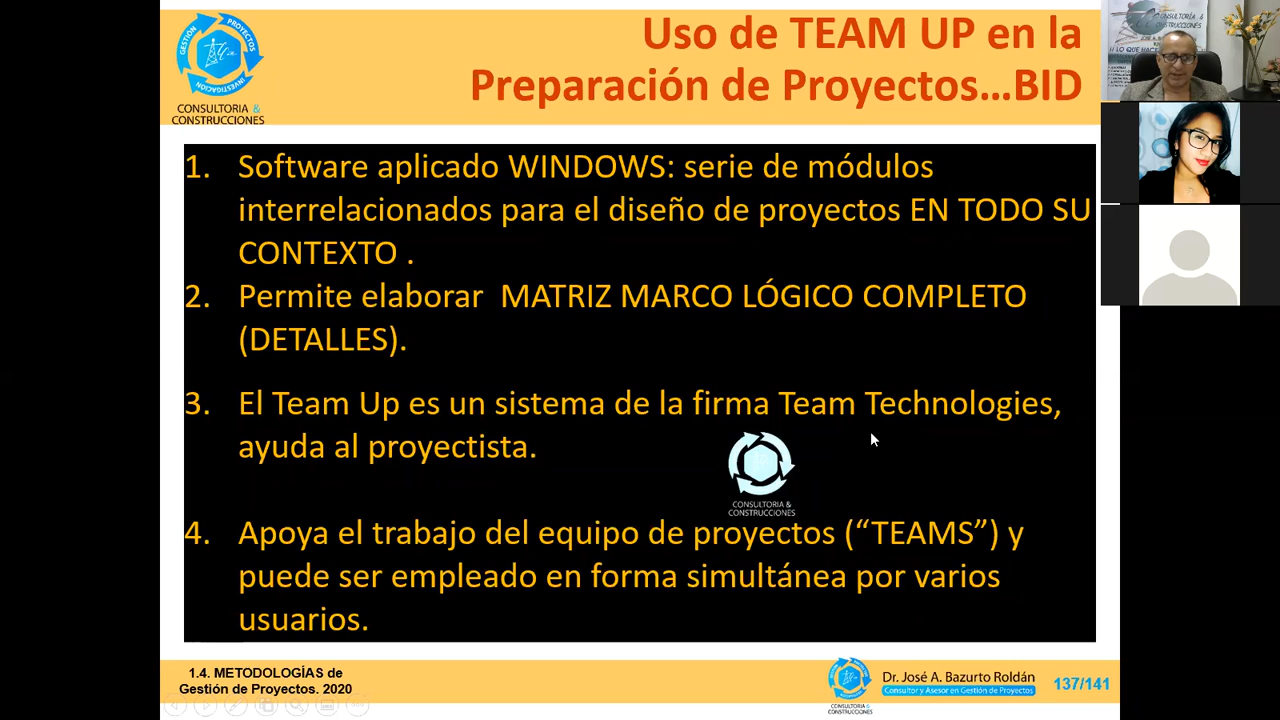 Uso de TEAM UP en la
Preparación de Proyectos...BID
GESTIÓN
PROYECTOS
INVESTIGACIÓN
CONSULTORIA &
CONSTRUCCIONES
1. Software aplicado WINDOWS: serie de módulos
interrelacionados para el diseño de proyectos EN TODO SU
CONTEXTO .
2. Permite elaborar MATRIZ MARCO LÓGICO COMPLETO
(DETALLES).
3. El Team Up es un sistema de la firma Team Technologies,
ayuda al proyectista.
CONSULTORIA &
CONSTRUCCIONES
4. Apoya el trabajo del equipo de proyectos (“TEAMS”) y
puede ser empleado en forma simultánea por varios
usuarios.
1.4. METODOLOGÍAS de
Gestión de Proyectos. 2020
CONSULTORIA &
CONSTRUCCIONES
Dr. José A. Bazurto Roldán
Consultor y Asesor en Gestión de Proyectos
137/141